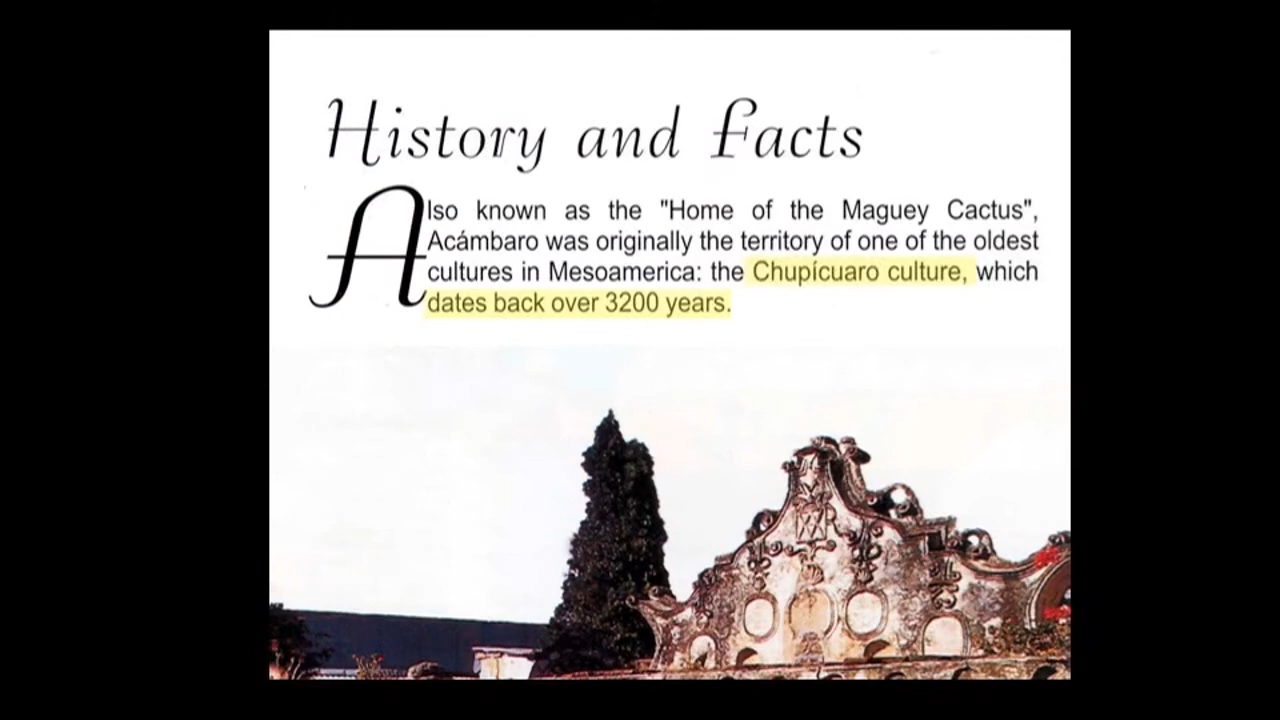 History and Facts
Also known as the "Home of the Maguey Cactus",
Acámbaro was originally the territory of one of the oldest
cultures in Mesoamerica: the Chupícuaro culture, which
dates back over 3200 years.